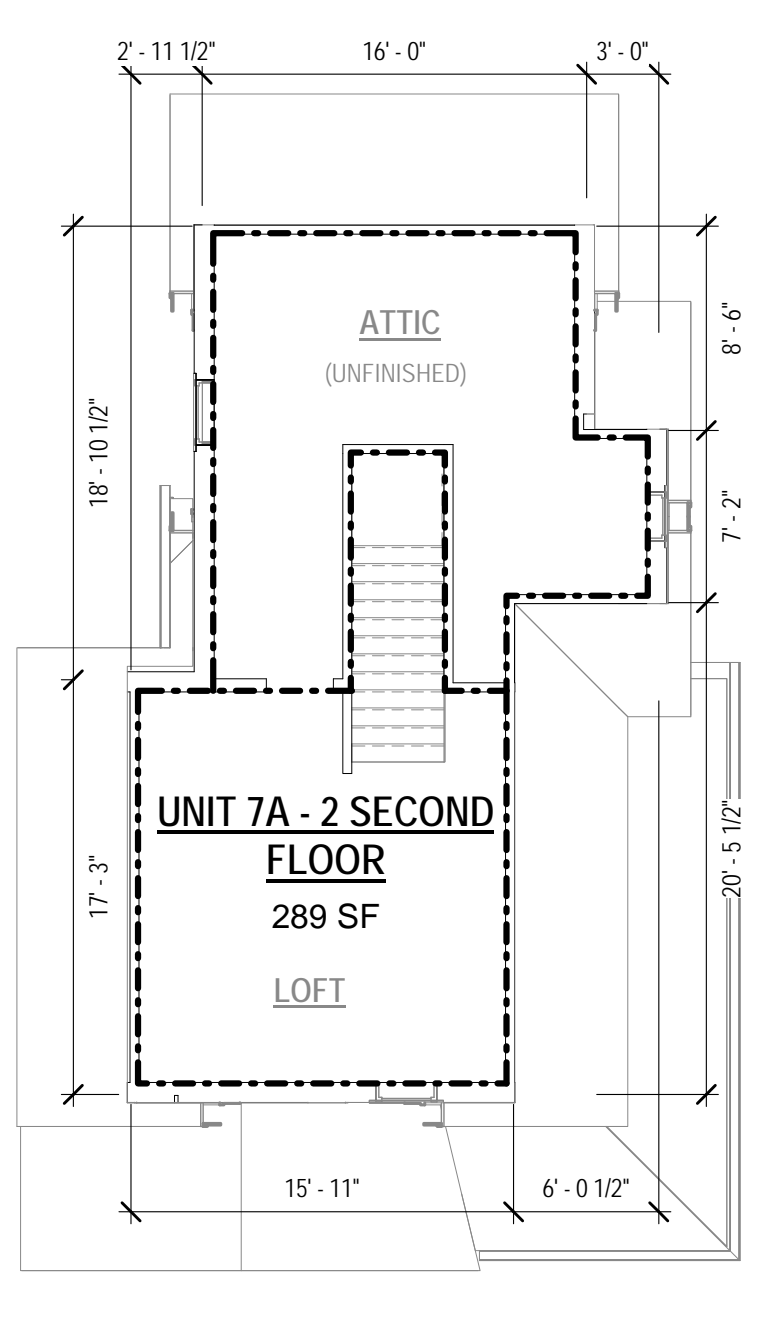 2' - 11 1/2"
16' - 0"
3' - 0"
8' - 6"
ATTIC
(UNFINISHED)
18' - 10 1/2"
7' - 2"
UNIT 7A - 2 SECOND
FLOOR
289 SF
17' - 3"
20' - 5 1/2"
LOFT
15' - 11"
6' - 0 1/2"